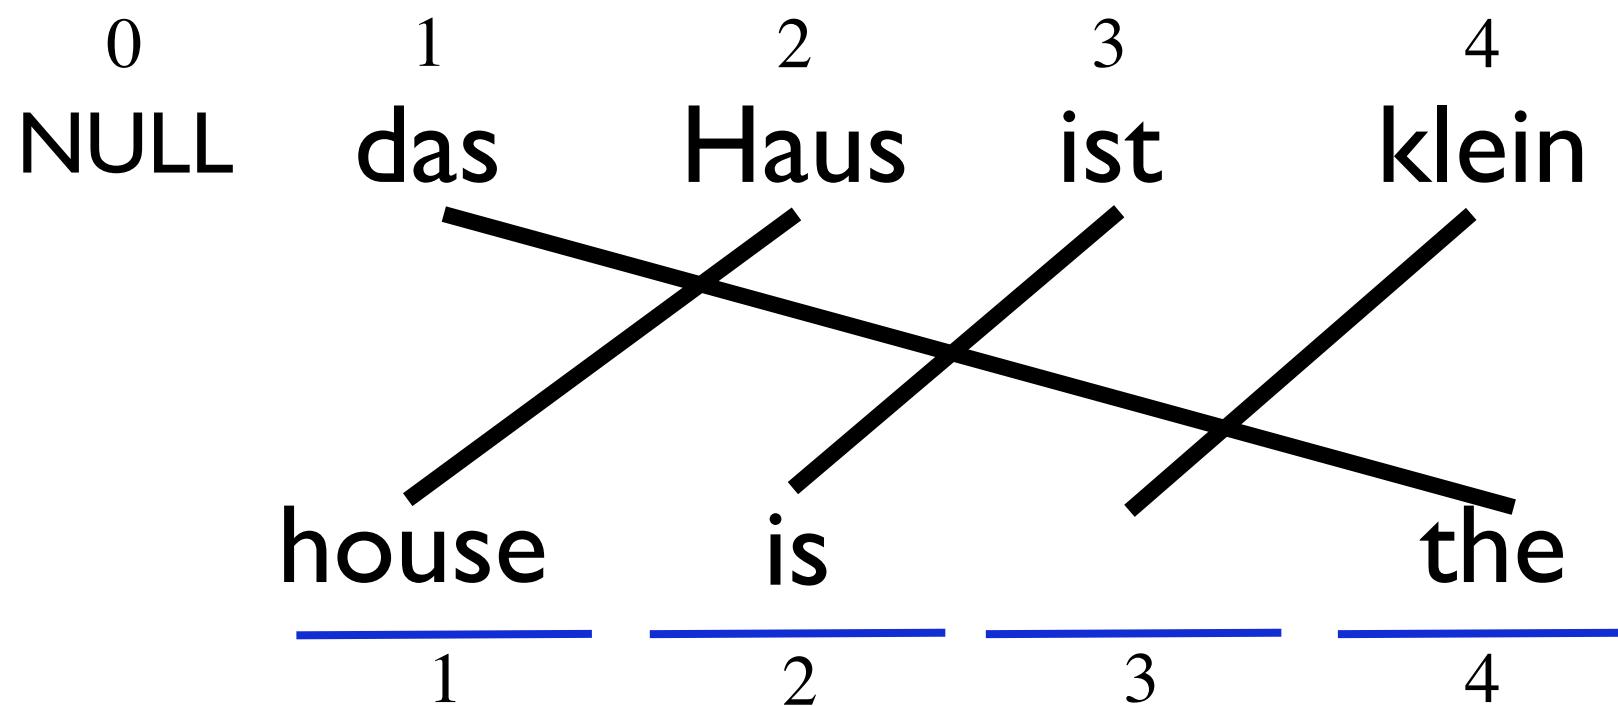 0 1 2 3 4
NULL das Haus ist klein
house is the
1 2 3 4